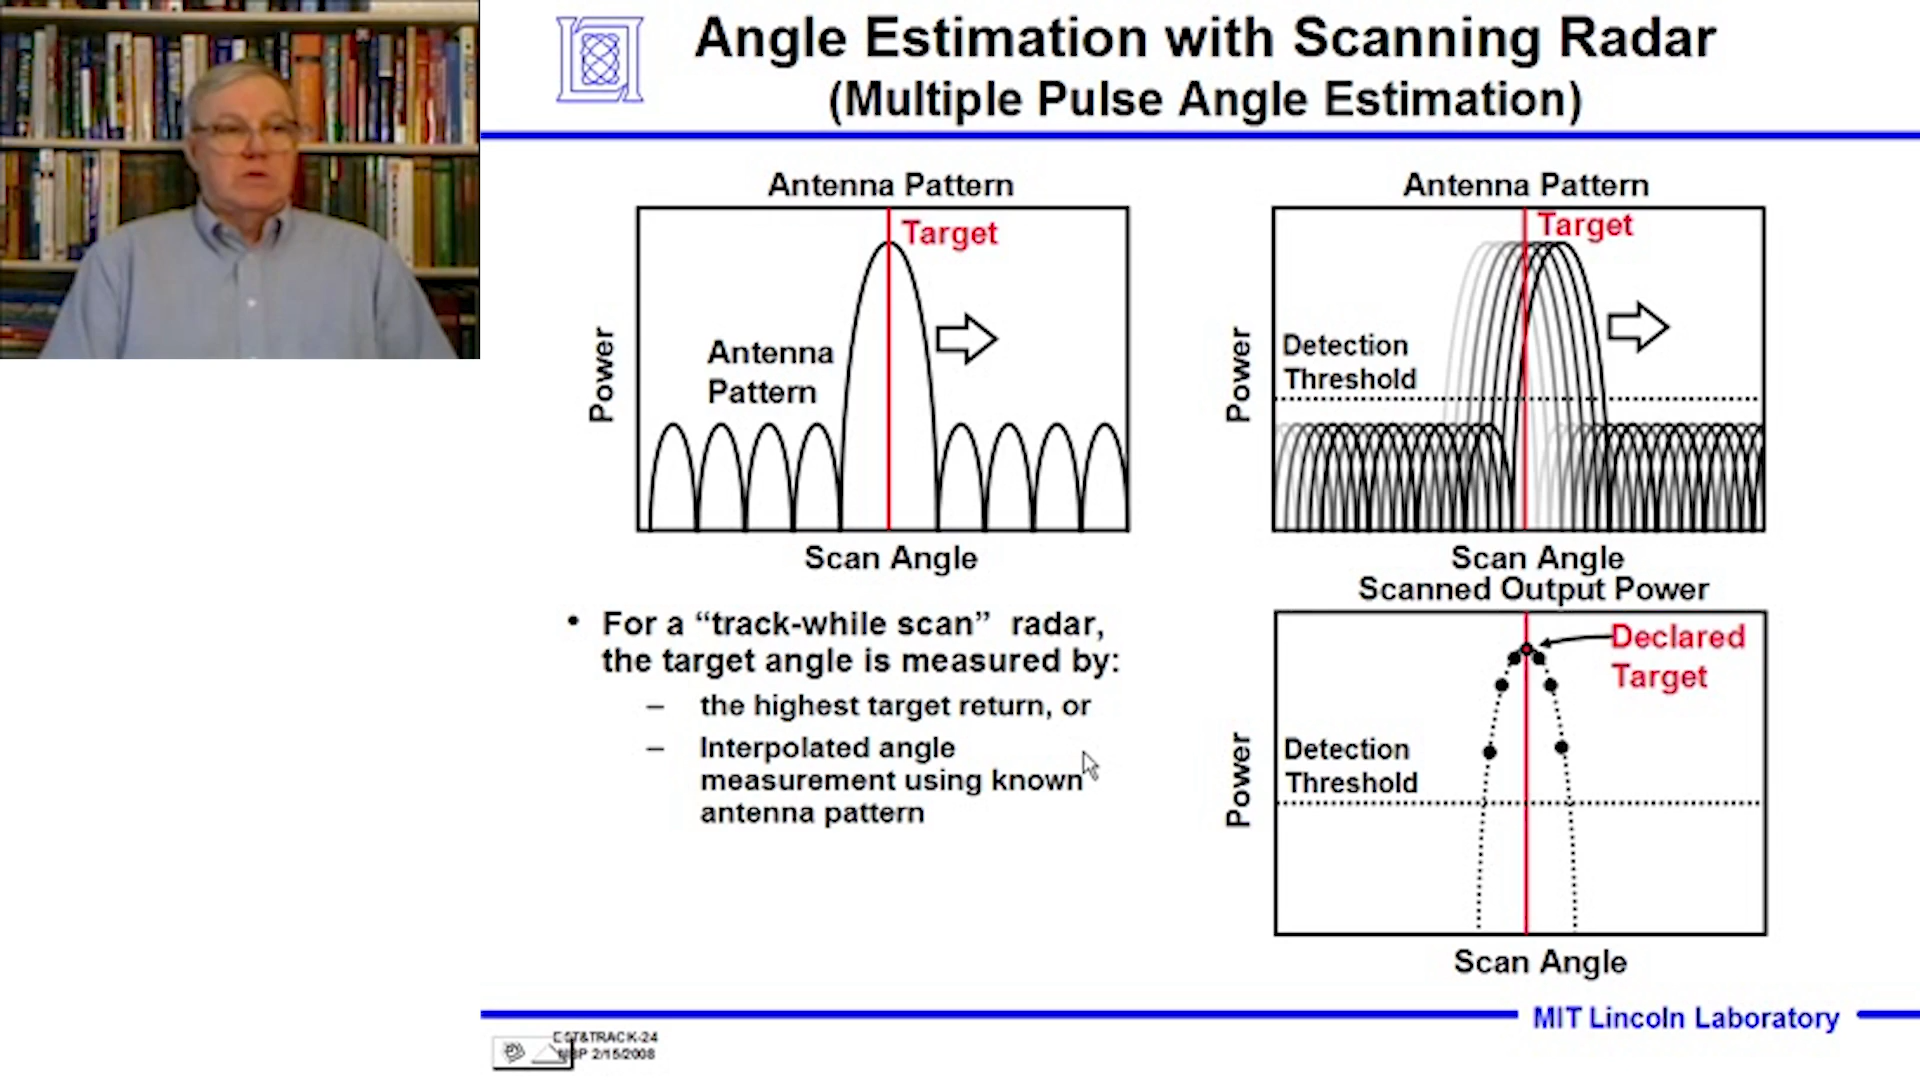 Angle Estimation with Scanning Radar
(Multiple Pulse Angle Estimation)
Antenna Pattern
Target
Antenna
Pattern
Power
Scan Angle
Antenna Pattern
Target
Detection
Threshold
Power
Scan Angle
• For a “track-while scan” radar,
the target angle is measured by:
– the highest target return, or
– Interpolated angle
measurement using known
antenna pattern
Scanned Output Power
Declared
Target
Detection
Threshold
Power
Scan Angle
MIT Lincoln Laboratory
EST&TRACK-24
2/15/2008